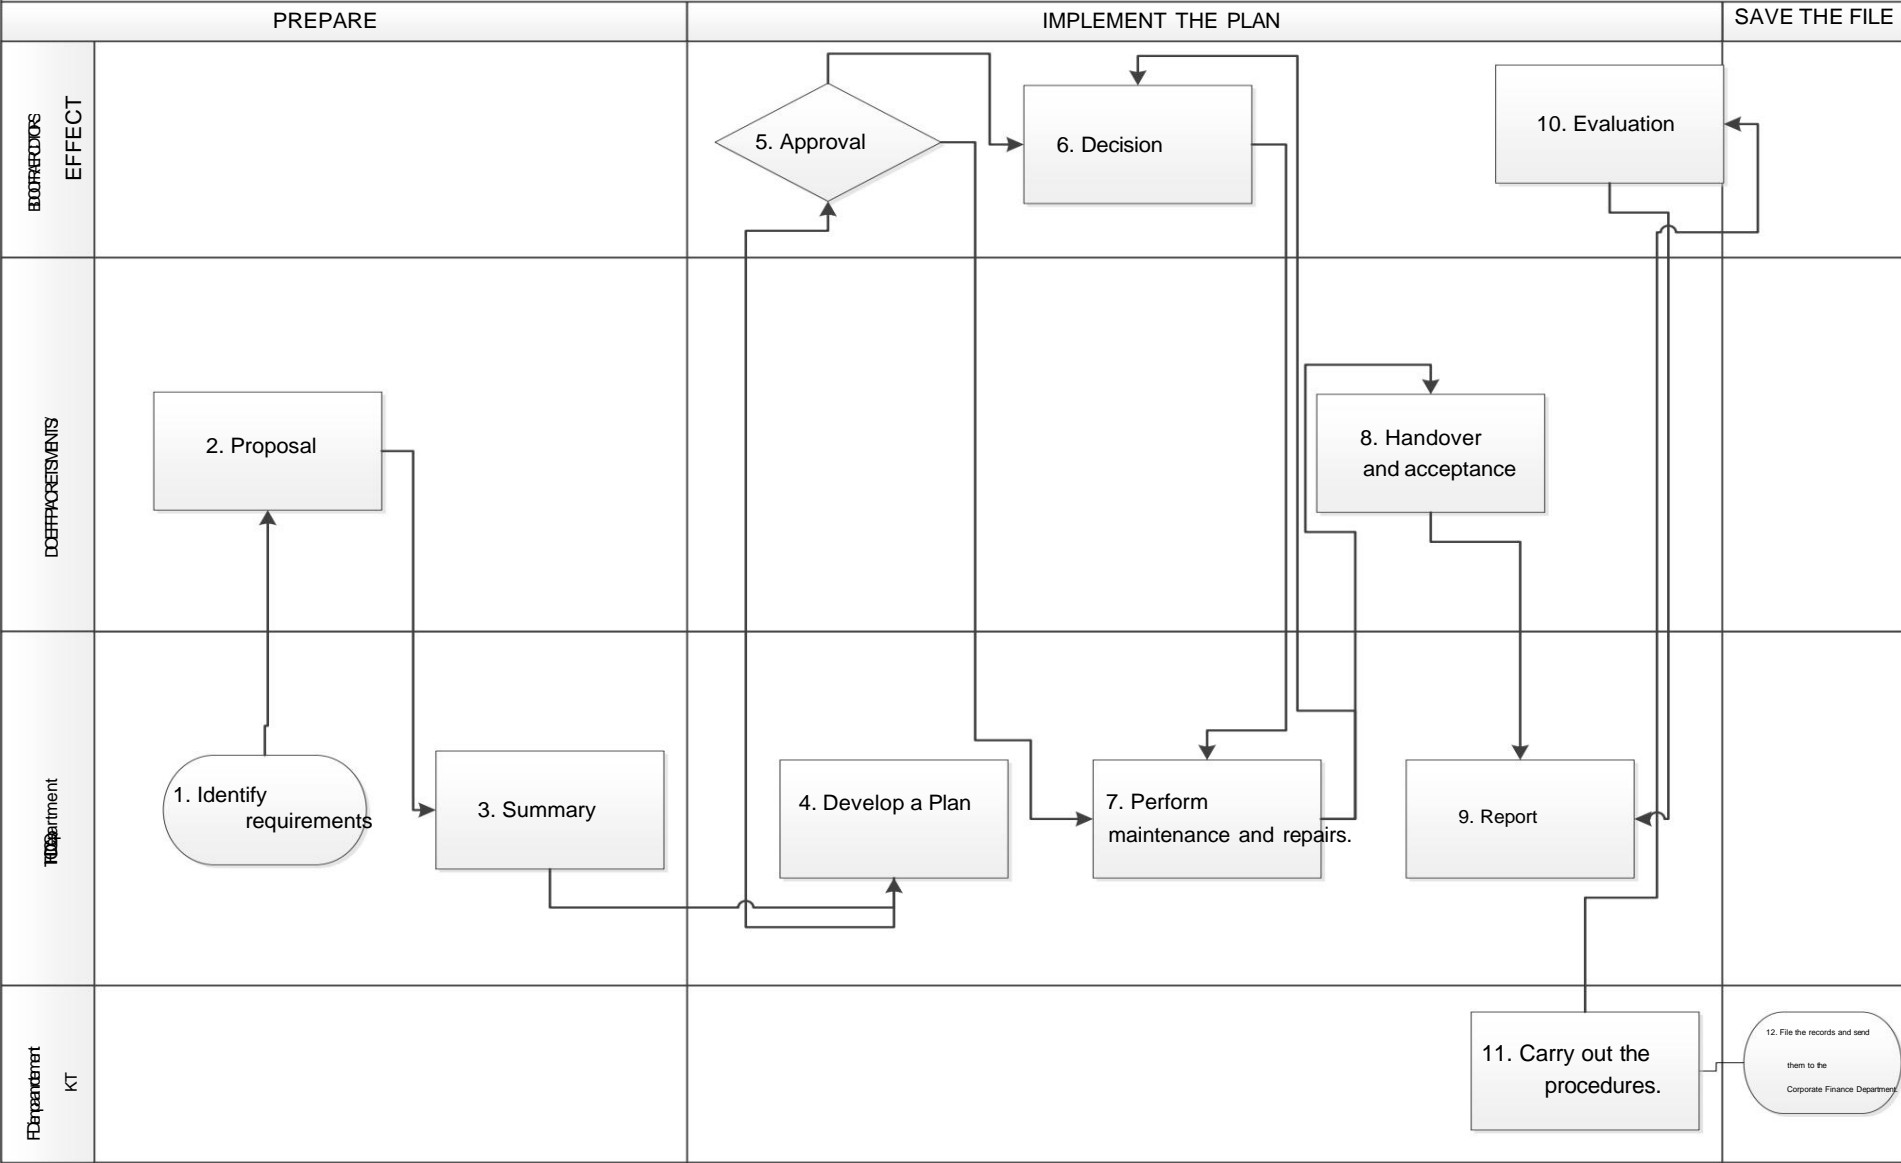 PREPARE
IMPLEMENT THE PLAN
SAVE THE FILE
EFFECT
5. Approval
6. Decision
10. Evaluation
2. Proposal
8. Handover
and acceptance
1. Identify
requirements
3. Summary
4. Develop a Plan
7. Perform
maintenance and repairs.
9. Report
KT
11. Carry out the
procedures.
12. File the records and send
them to the
Corporate Finance Department.